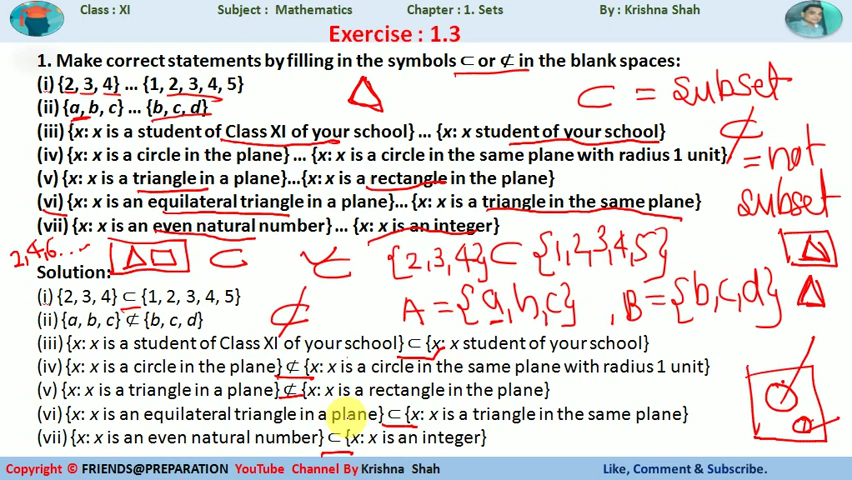 Class : XI Subject : Mathematics Chapter : 1. Sets By : Krishna Shah
Exercise : 1.3
1. Make correct statements by filling in the symbols ⊂ or ⊄ in the blank spaces:
(i) {2, 3, 4} ... {1, 2, 3, 4, 5}
(ii) {a, b, c} ... {b, c, d}
⊂ = subset
(iii) {x: x is a student of Class XI of your school} ... {x: x student of your school}
⊄ = not subset
(iv) {x: x is a circle in the plane} ... {x: x is a circle in the same plane with radius 1 unit}
(v) {x: x is a triangle in a plane}...{x: x is a rectangle in the plane}
(vi) {x: x is an equilateral triangle in a plane}... {x: x is a triangle in the same plane}
(vii) {x: x is an even natural number} ... {x: x is an integer}
2,4,6... ⊂ {2,3,4} ⊂ {1,2,3,4,5}
Solution:
(i) {2, 3, 4} ⊂ {1, 2, 3, 4, 5}
⊄ A = {a,b,c} , B = {b,c,d}
(ii) {a, b, c} ⊄ {b, c, d}
(iii) {x: x is a student of Class XI of your school} ⊂ {x: x student of your school}
(iv) {x: x is a circle in the plane} ⊄ {x: x is a circle in the same plane with radius 1 unit}
(v) {x: x is a triangle in a plane} ⊄ {x: x is a rectangle in the plane}
(vi) {x: x is an equilateral triangle in a plane} ⊂ {x: x is a triangle in the same plane}
(vii) {x: x is an even natural number} ⊂ {x: x is an integer}
Copyright © FRIENDS@PREPARATION YouTube Channel By Krishna Shah Like, Comment & Subscribe.